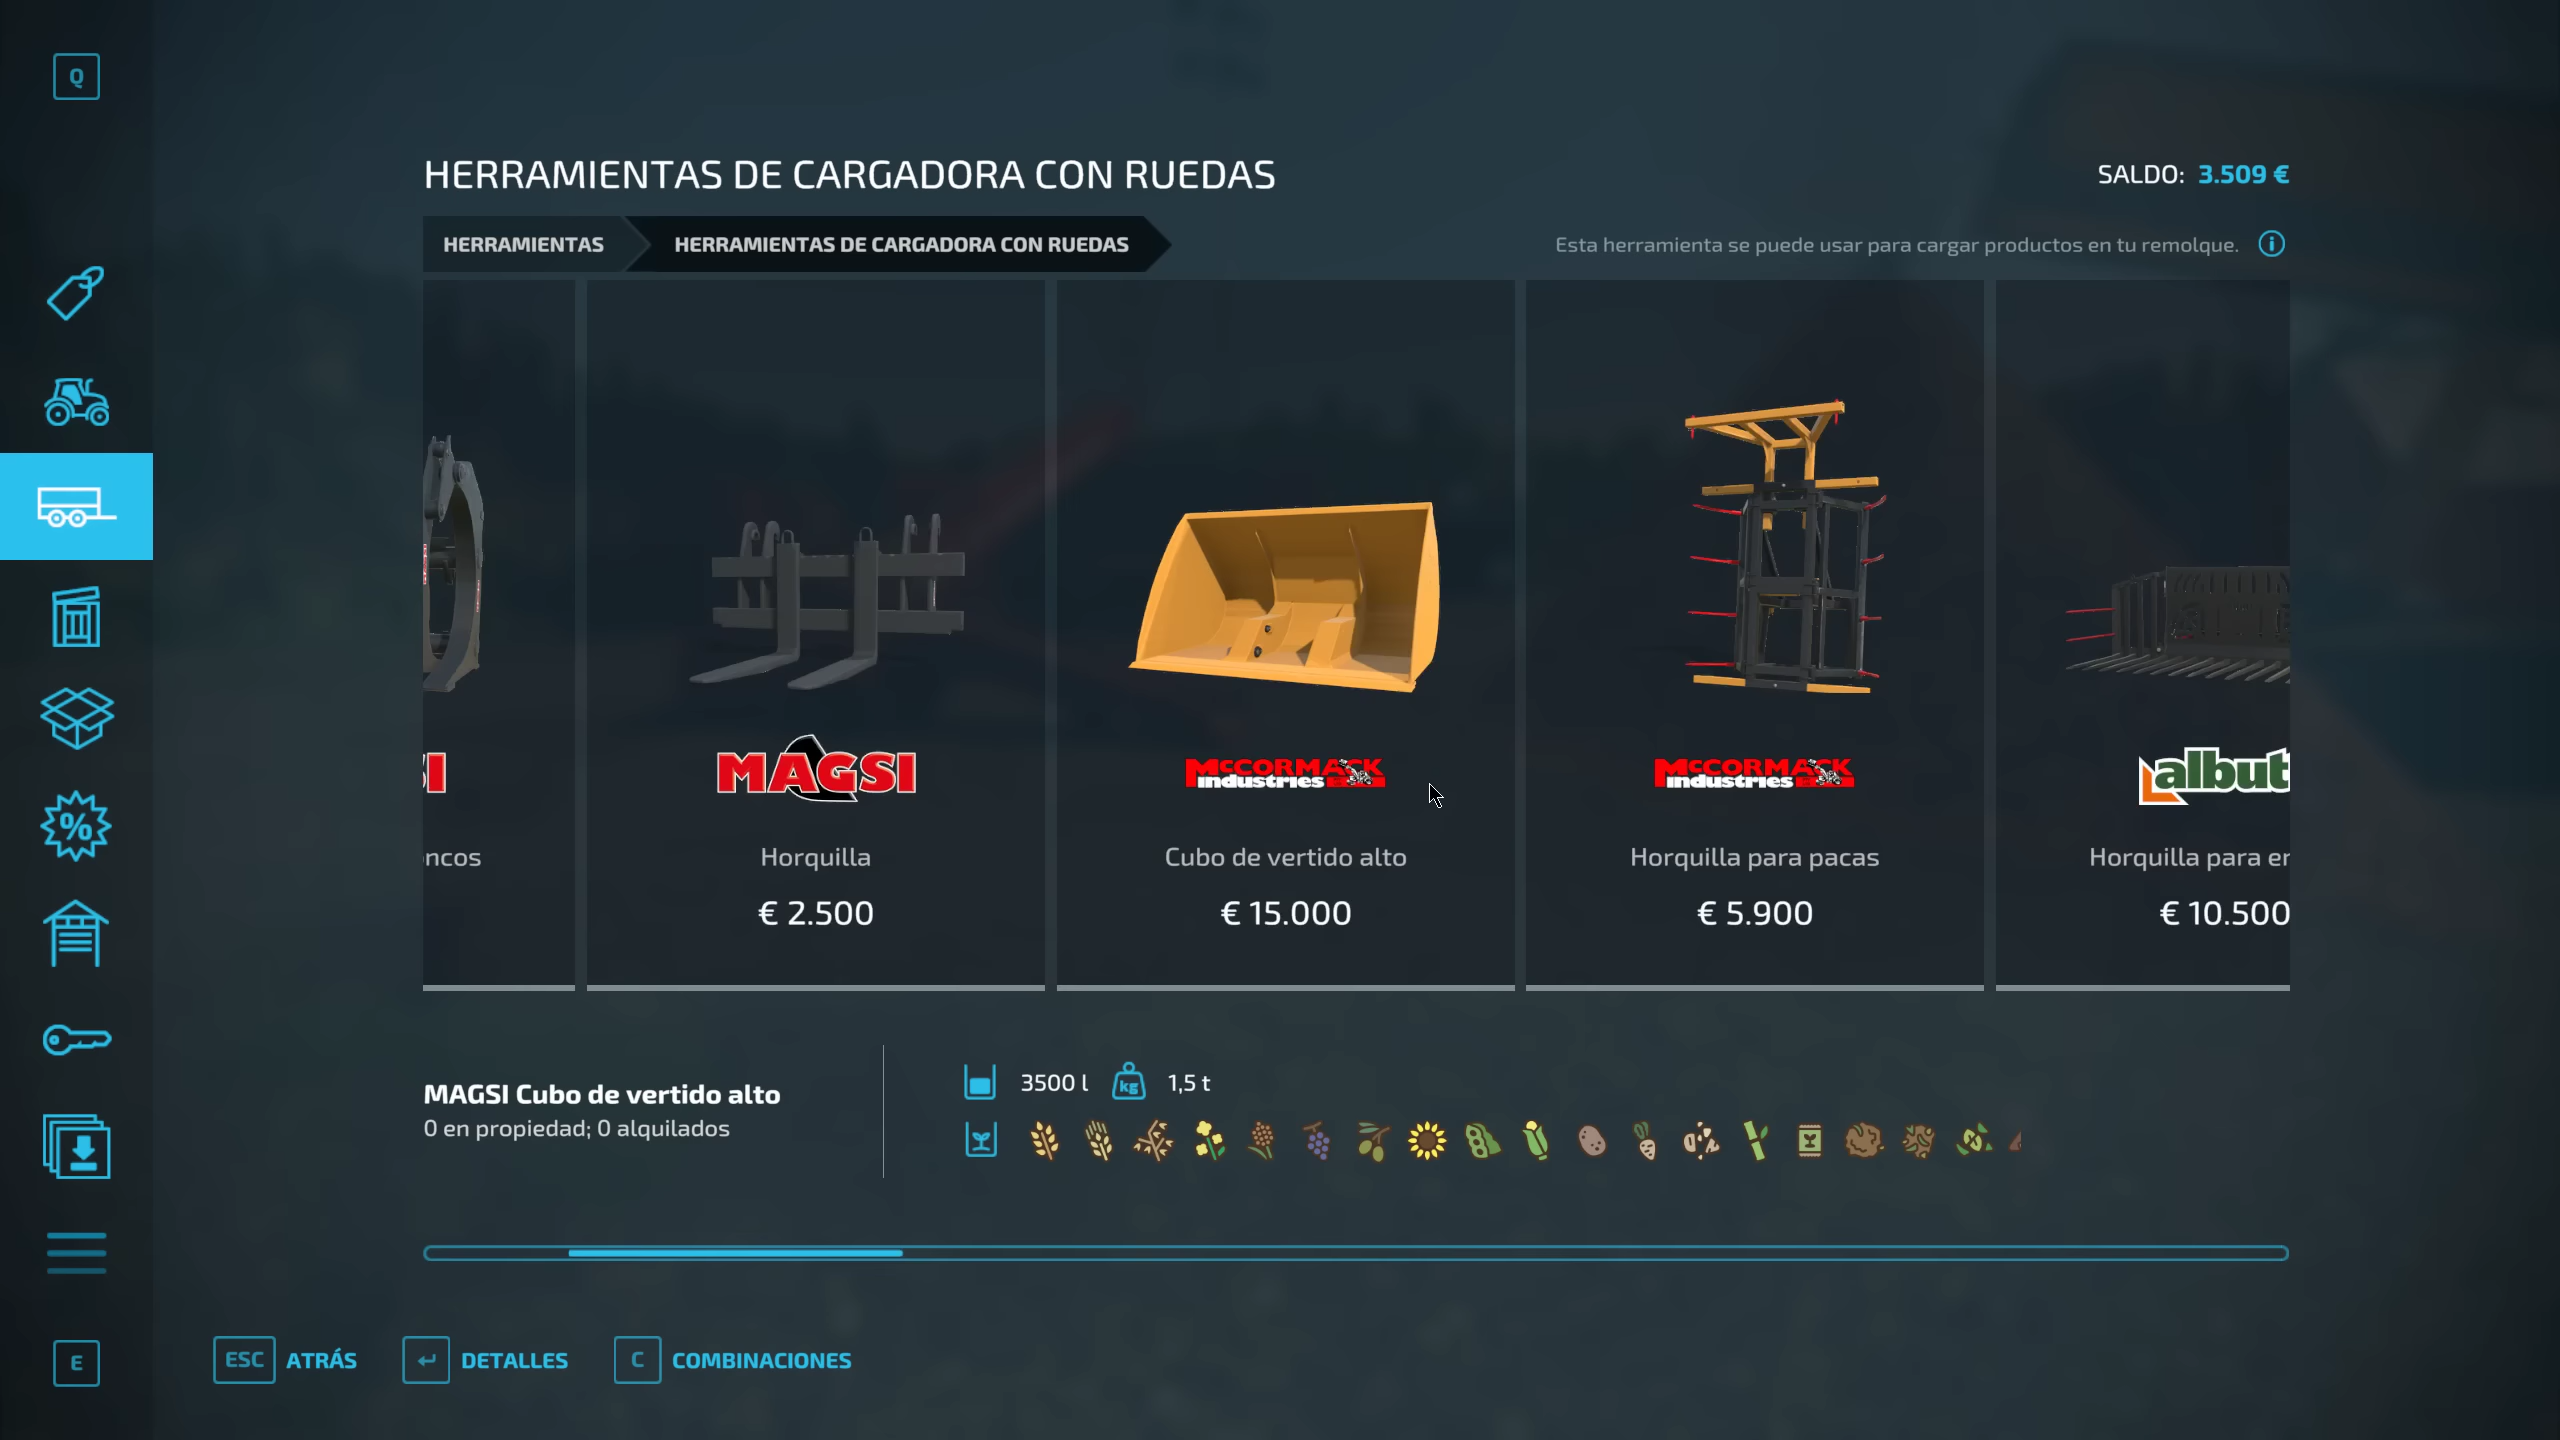 Q
HERRAMIENTAS DE CARGADORA CON RUEDAS
SALDO: 3.509 €
HERRAMIENTAS
HERRAMIENTAS DE CARGADORA CON RUEDAS
Esta herramienta se puede usar para cargar productos en tu remolque.
SI
MAGSI
McCORMACK
industries
McCORMACK
industries
albut
ncos
Horquilla
Cubo de vertido alto
Horquilla para pacas
Horquilla para en
€ 2.500
€ 15.000
€ 5.900
€ 10.500
MAGSI Cubo de vertido alto
0 en propiedad; 0 alquilados
3500 l
kg
1,5 t
E
ESC ATRÁS
DETALLES
C COMBINACIONES